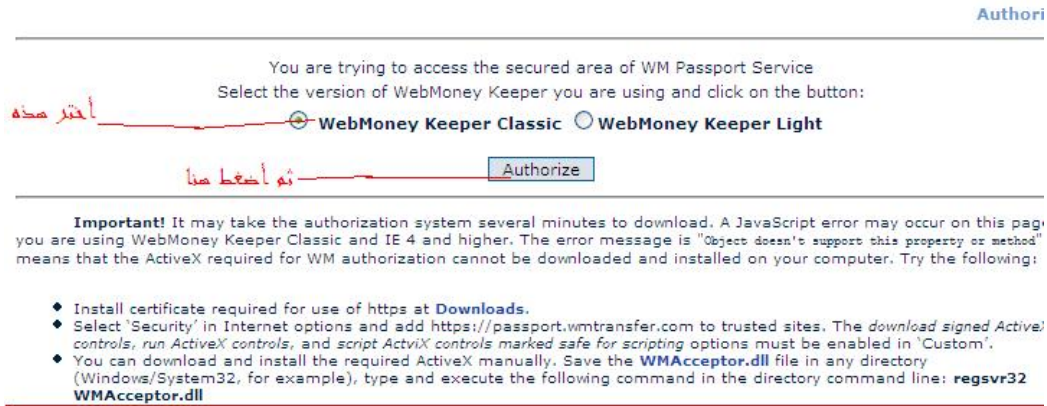 Authori
You are trying to access the secured area of WM Passport Service
Select the version of WebMoney Keeper you are using and click on the button:
أختر هذه
WebMoney Keeper Classic WebMoney Keeper Light
Authorize
ثم أضغط هنا
Important! It may take the authorization system several minutes to download. A JavaScript error may occur on this page
you are using WebMoney Keeper Classic and IE 4 and higher. The error message is "Object doesn't support this property or method"
means that the ActiveX required for WM authorization cannot be downloaded and installed on your computer. Try the following:
Install certificate required for use of https at Downloads.
Select `Security' in Internet options and add https://passport.wmtransfer.com to trusted sites. The download signed ActiveX
controls, run ActiveX controls, and script ActviX controls marked safe for scripting options must be enabled in `Custom'.
You can download and install the required ActiveX manually. Save the WMAcceptor.dll file in any directory
(Windows/System32, for example), type and execute the following command in the directory command line: regsvr32
WMAcceptor.dll